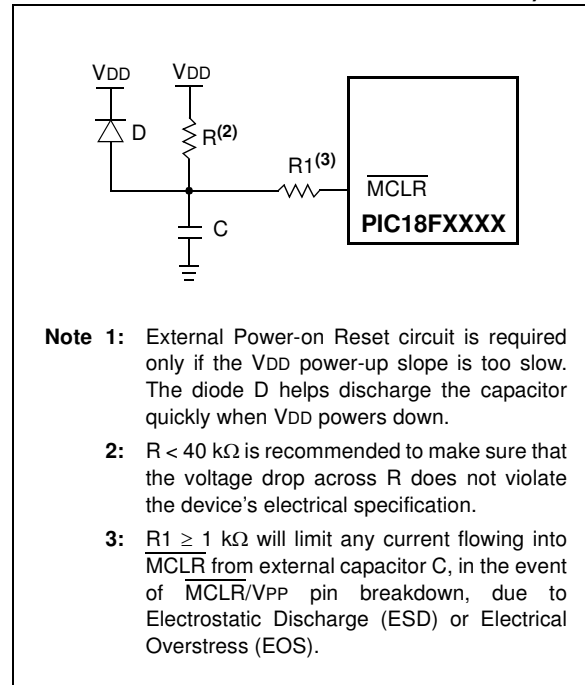 VDD VDD
D R(2)
R1(3)
MCLR
C PIC18FXXXX
Note 1: External Power-on Reset circuit is required
only if the VDD power-up slope is too slow.
The diode D helps discharge the capacitor
quickly when VDD powers down.
2: R < 40 kΩ is recommended to make sure that
the voltage drop across R does not violate
the device's electrical specification.
3: R1 ≥ 1 kΩ will limit any current flowing into
MCLR from external capacitor C, in the event
of MCLR/VPP pin breakdown, due to
Electrostatic Discharge (ESD) or Electrical
Overstress (EOS).